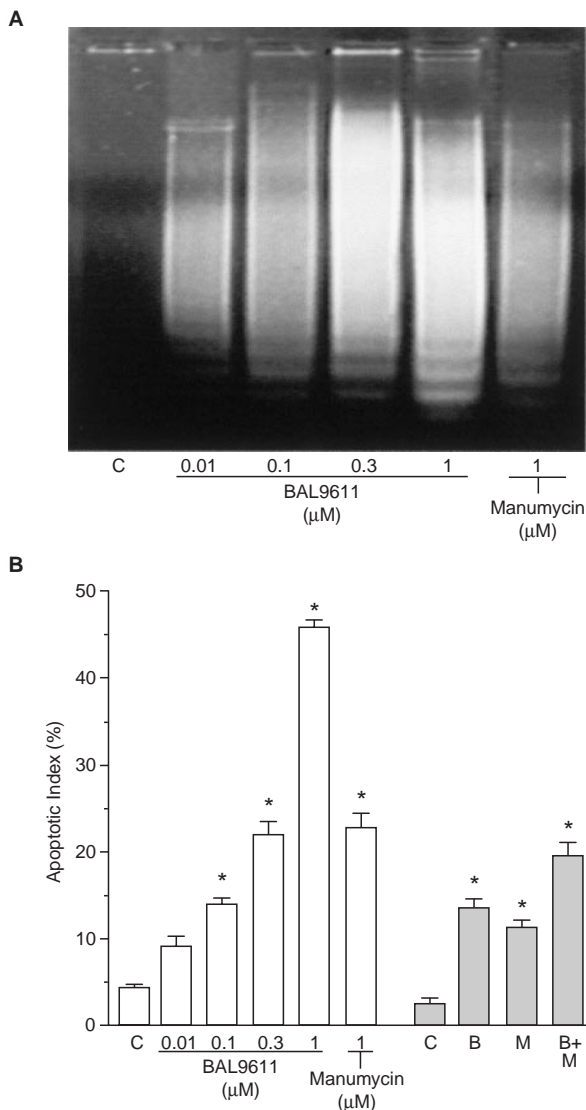 A
C 0.01 0.1 0.3 1 1
BAL9611 Manumycin
(μM) (μM)
B
50
40
30
20
10
0
Apoptotic Index (%)
* * * * * * *
C 0.01 0.1 0.3 1 1 C B M B+
M
BAL9611 Manumycin
(μM) (μM)